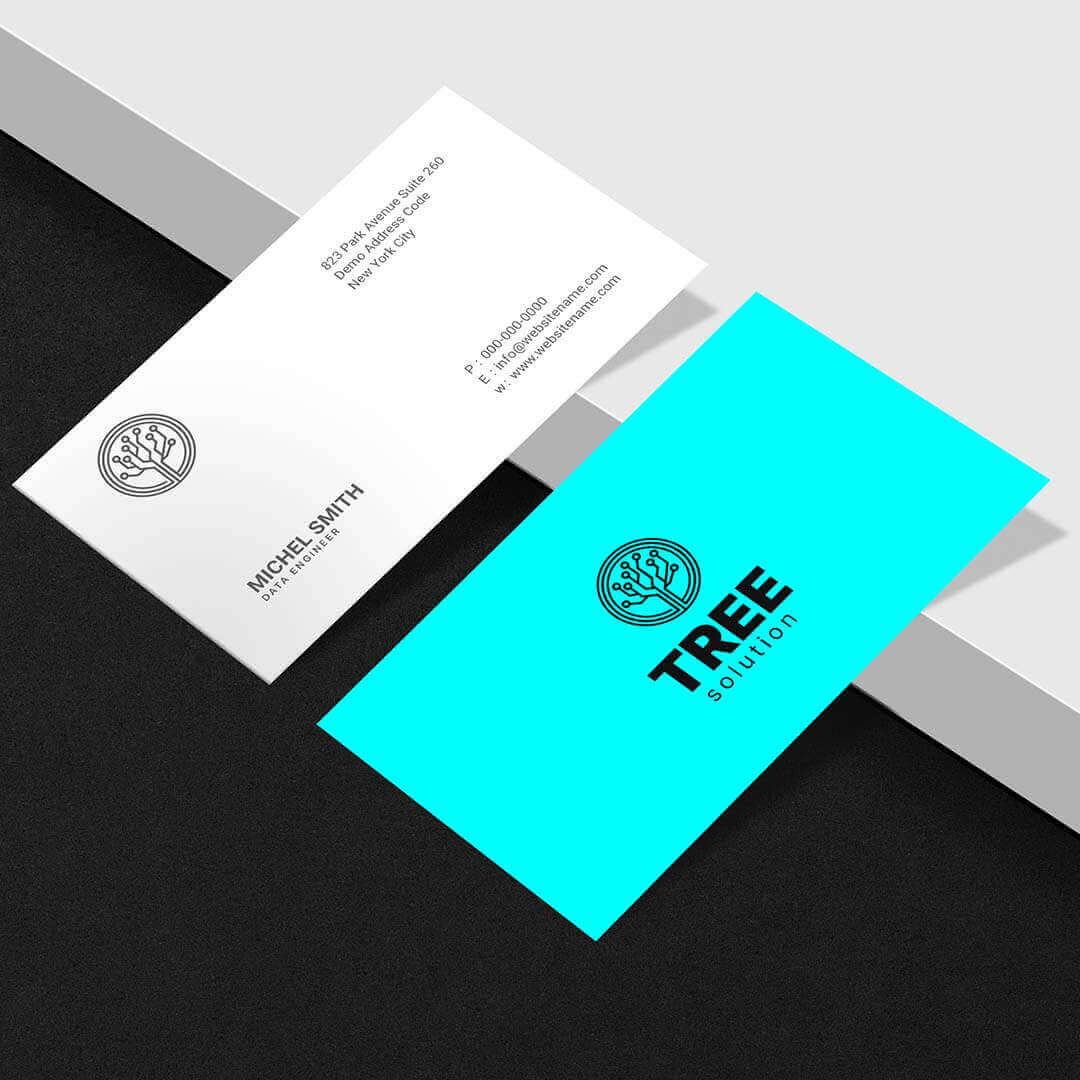 823 Park Avenue Suite 260
Demo Address Code
New York City
P : 000-000-0000
E : info@websitename.com
w: www.websitename.com
MICHEL SMITH
DATA ENGINEER
TREE
solution